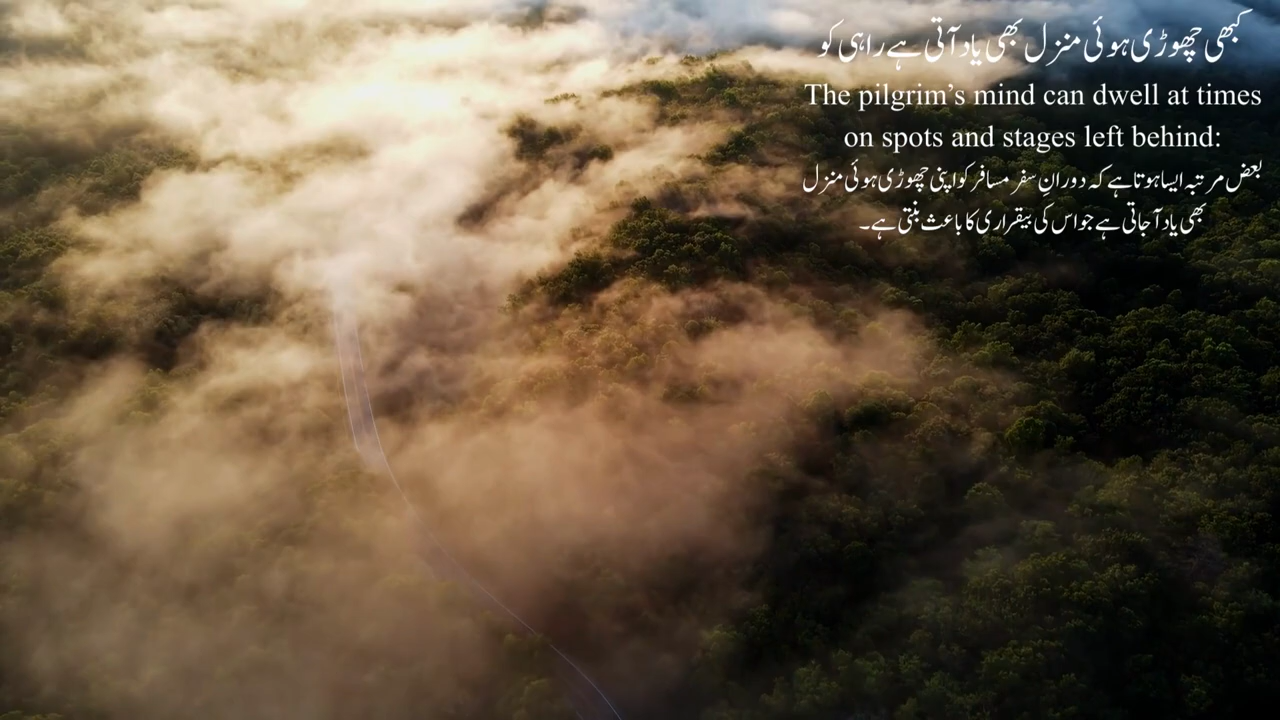 کبھی چھوڑی ہوئی منزل بھی یاد آتی ہے راہی کو
The pilgrim’s mind can dwell at times
on spots and stages left behind:
بعض مرتبہ ایسا ہوتا ہے کہ دورانِ سفر مسافر کو اپنی چھوڑی ہوئی منزل
بھی یاد آ جاتی ہے جو اس کی بیقراری کا باعث بنتی ہے۔